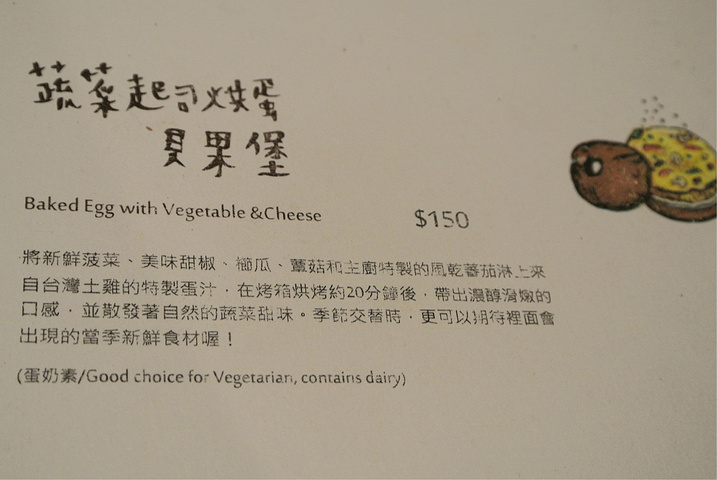 蔬菜起司烘蛋
貝果堡
Baked Egg with Vegetable &Cheese
$150
將新鮮菠菜、美味甜椒、櫛瓜、蘑菇和主廚特製的風乾蕃茄淋上來
自台灣土雞的特製蛋汁，在烤箱烘烤約20分鐘後，帶出濃醇滑嫩的
口感，並散發著自然的蔬菜甜味。季節交替時，更可以期待裡面會
出現的當季新鮮食材喔！
(蛋奶素/Good choice for Vegetarian, contains dairy)